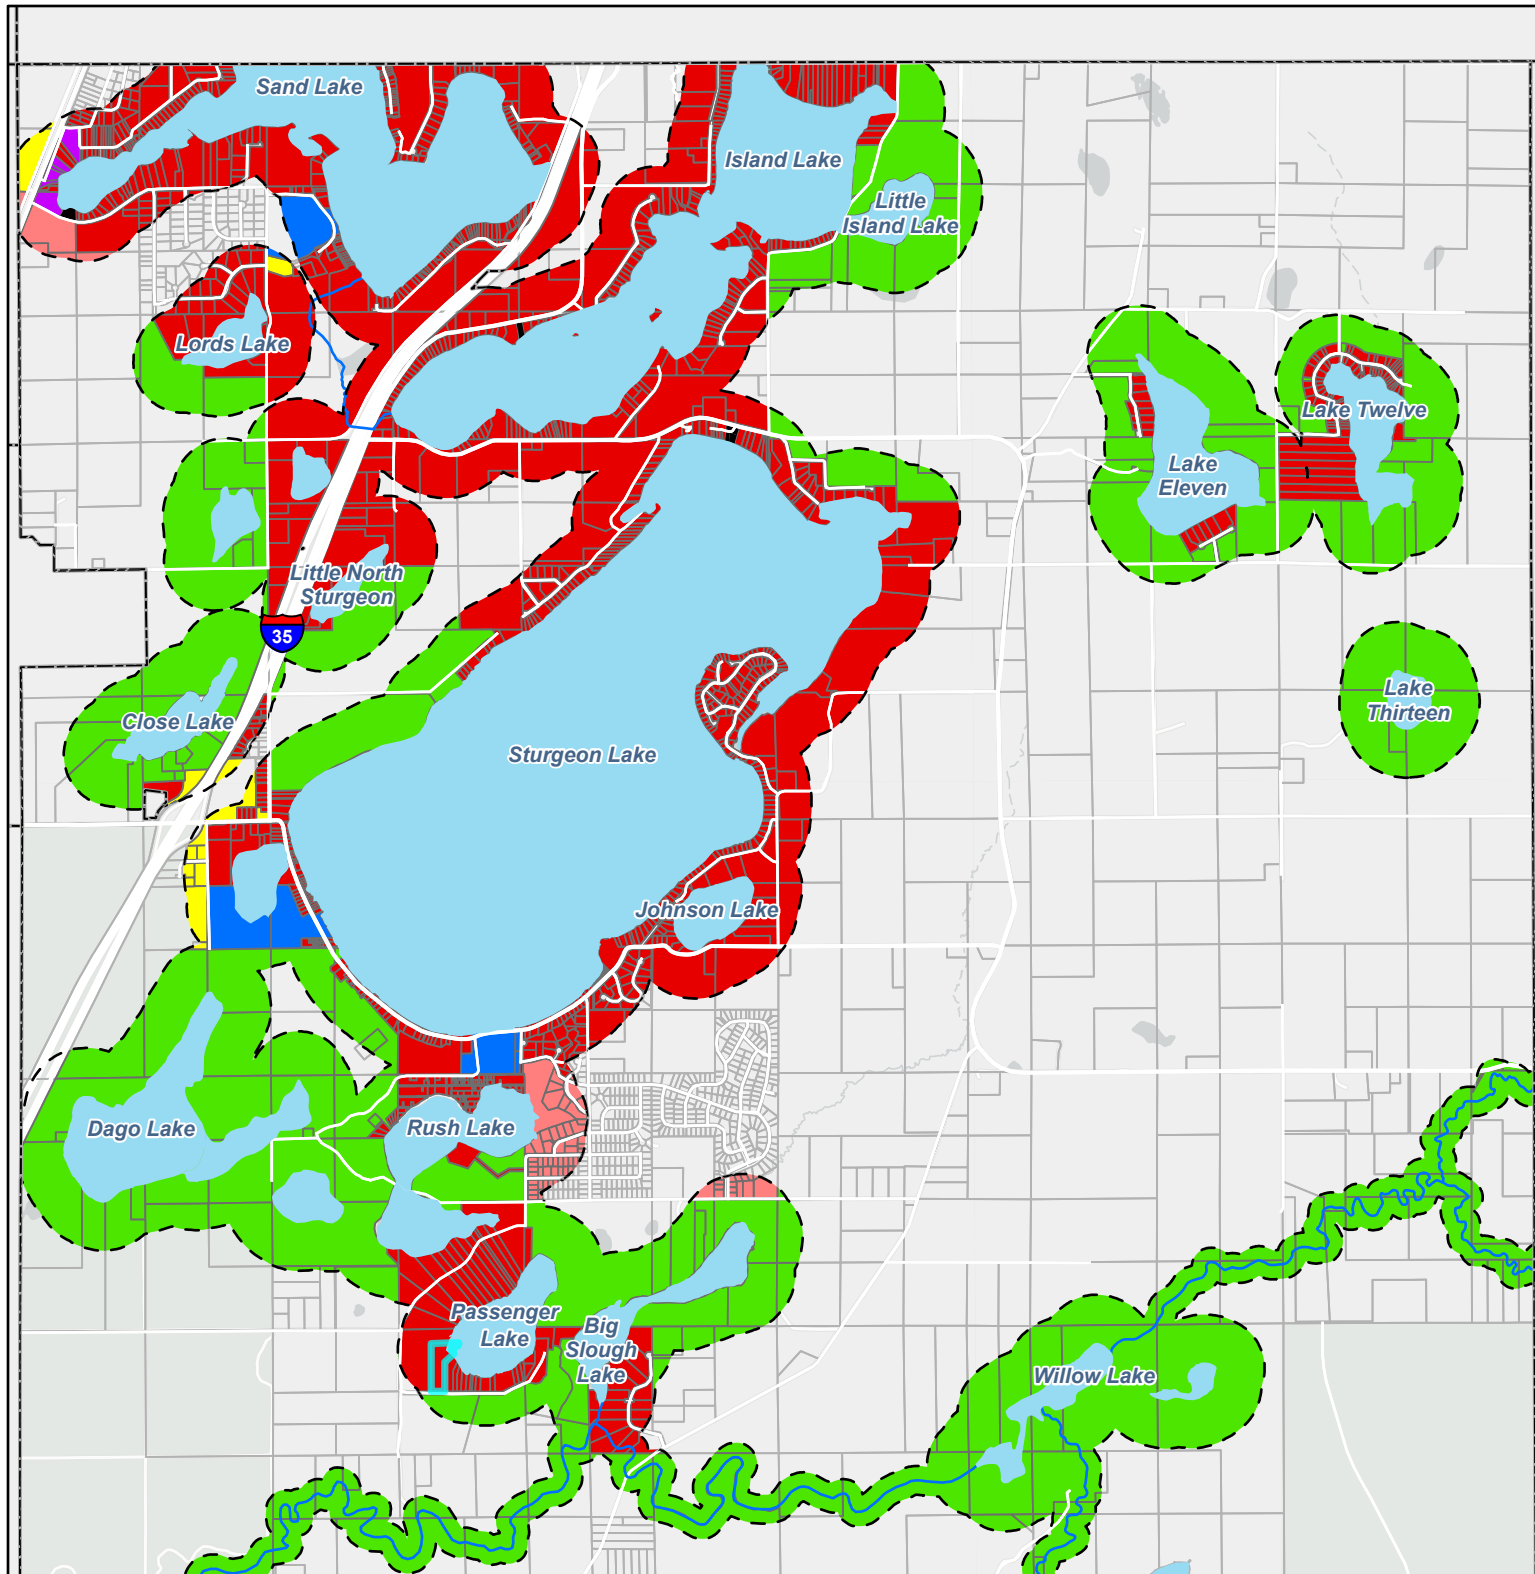 Sand Lake
Island Lake
Little
Island Lake
Lords Lake
Lake Twelve
Lake
Eleven
Little North
Sturgeon
35
Lake
Thirteen
Close Lake
Sturgeon Lake
Johnson Lake
Dago Lake
Rush Lake
Passenger
Lake
Big
Slough
Lake
Willow Lake